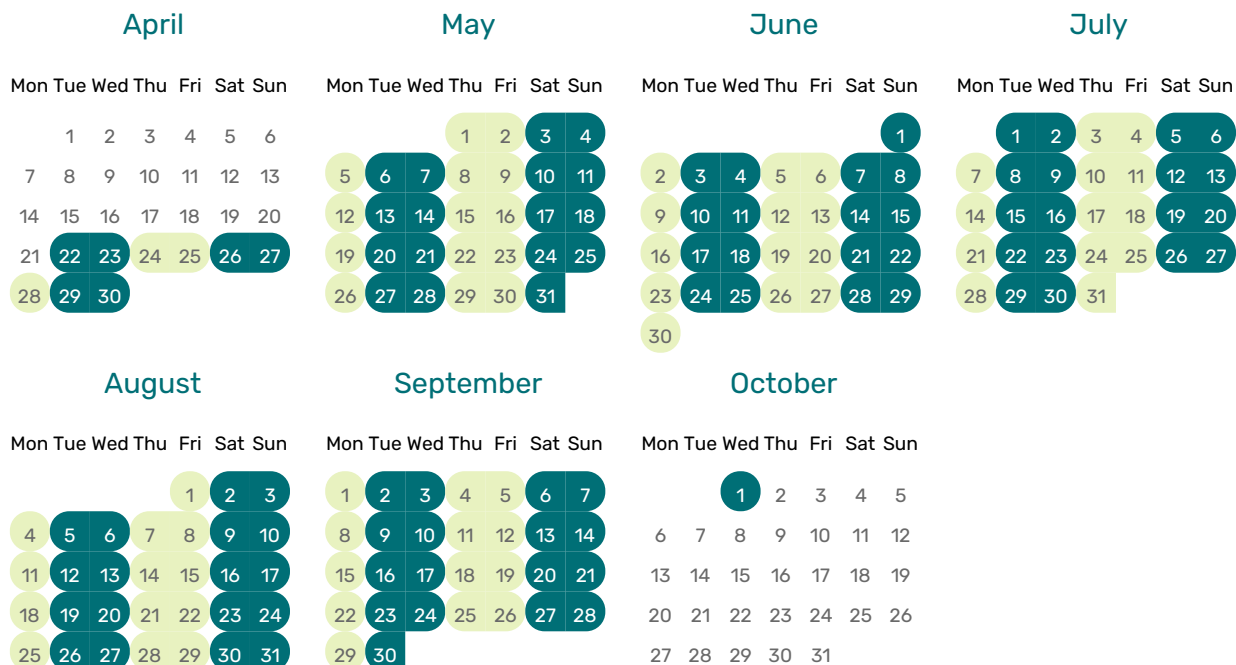 April May June July
Mon Tue Wed Thu Fri Sat Sun Mon Tue Wed Thu Fri Sat Sun Mon Tue Wed Thu Fri Sat Sun Mon Tue Wed Thu Fri Sat Sun
1 2 3 4 5 6 1 2 3 4 1 1 2 3 4 5 6
7 8 9 10 11 12 13 5 6 7 8 9 10 11 2 3 4 5 6 7 8 7 8 9 10 11 12 13
14 15 16 17 18 19 20 12 13 14 15 16 17 18 9 10 11 12 13 14 15 14 15 16 17 18 19 20
21 22 23 24 25 26 27 19 20 21 22 23 24 25 16 17 18 19 20 21 22 21 22 23 24 25 26 27
28 29 30 26 27 28 29 30 31 23 24 25 26 27 28 29 28 29 30 31
30
August September October
Mon Tue Wed Thu Fri Sat Sun Mon Tue Wed Thu Fri Sat Sun Mon Tue Wed Thu Fri Sat Sun
1 2 3 1 2 3 4 5 6 7 1 2 3 4 5
4 5 6 7 8 9 10 8 9 10 11 12 13 14 6 7 8 9 10 11 12
11 12 13 14 15 16 17 15 16 17 18 19 20 21 13 14 15 16 17 18 19
18 19 20 21 22 23 24 22 23 24 25 26 27 28 20 21 22 23 24 25 26
25 26 27 28 29 30 31 29 30 27 28 29 30 31